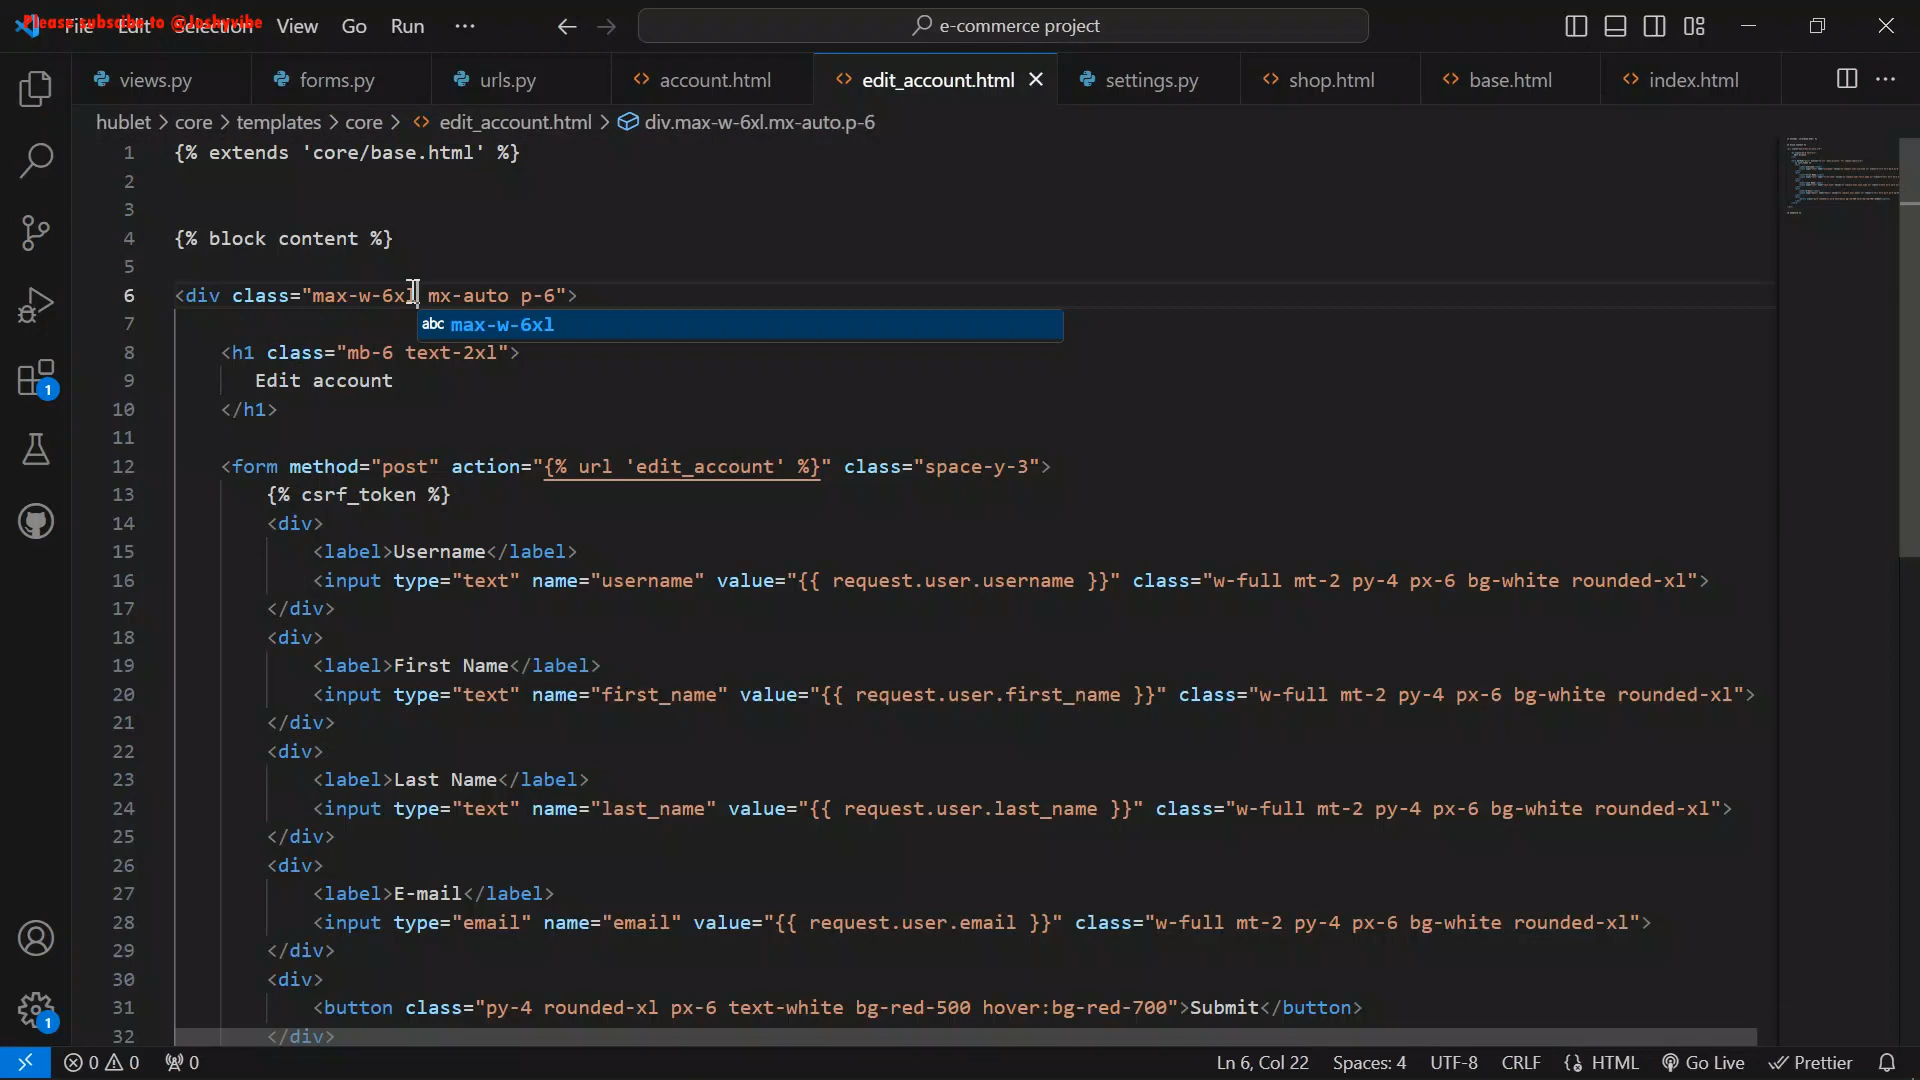 Please subscibe to @Joshyvibe
File Edit Selection View Go Run ···
e-commerce project
views.py forms.py urls.py account.html edit_account.html settings.py shop.html base.html index.html
hublet > core > templates > core > edit_account.html > div.max-w-6xl.mx-auto.p-6
1 {% extends 'core/base.html' %}
2
3
4 {% block content %}
5
6 <div class="max-w-6xl mx-auto p-6">
7
abc max-w-6xl
8 <h1 class="mb-6 text-2xl">
9 Edit account
10 </h1>
11
12 <form method="post" action="{% url 'edit_account' %}" class="space-y-3">
13 {% csrf_token %}
14 <div>
15 <label>Username</label>
16 <input type="text" name="username" value="{{ request.user.username }}" class="w-full mt-2 py-4 px-6 bg-white rounded-xl">
17 </div>
18 <div>
19 <label>First Name</label>
20 <input type="text" name="first_name" value="{{ request.user.first_name }}" class="w-full mt-2 py-4 px-6 bg-white rounded-xl">
21 </div>
22 <div>
23 <label>Last Name</label>
24 <input type="text" name="last_name" value="{{ request.user.last_name }}" class="w-full mt-2 py-4 px-6 bg-white rounded-xl">
25 </div>
26 <div>
27 <label>E-mail</label>
28 <input type="email" name="email" value="{{ request.user.email }}" class="w-full mt-2 py-4 px-6 bg-white rounded-xl">
29 </div>
30 <div>
31 <button class="py-4 rounded-xl px-6 text-white bg-red-500 hover:bg-red-700">Submit</button>
32 </div>
1
1
0 0 0 Ln 6, Col 22 Spaces: 4 UTF-8 CRLF HTML Go Live Prettier